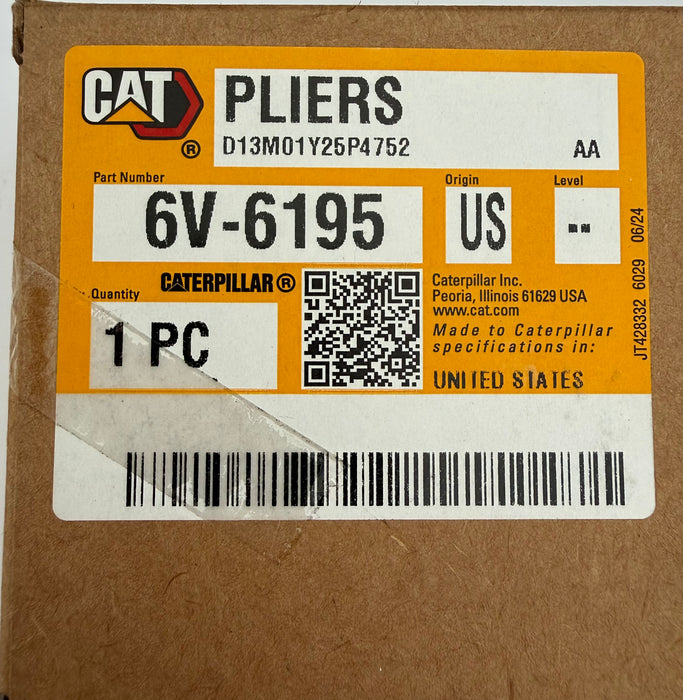 CAT ®
PLIERS
D13M01Y25P4752 AA
Part Number
6V-6195
Origin
US
Level
--
Quantity
1 PC
CATERPILLAR®
Caterpillar Inc.
Peoria, Illinois 61629 USA
www.cat.com
Made to Caterpillar
specifications in:
UNITED STATES
JT428332 6029 06/24